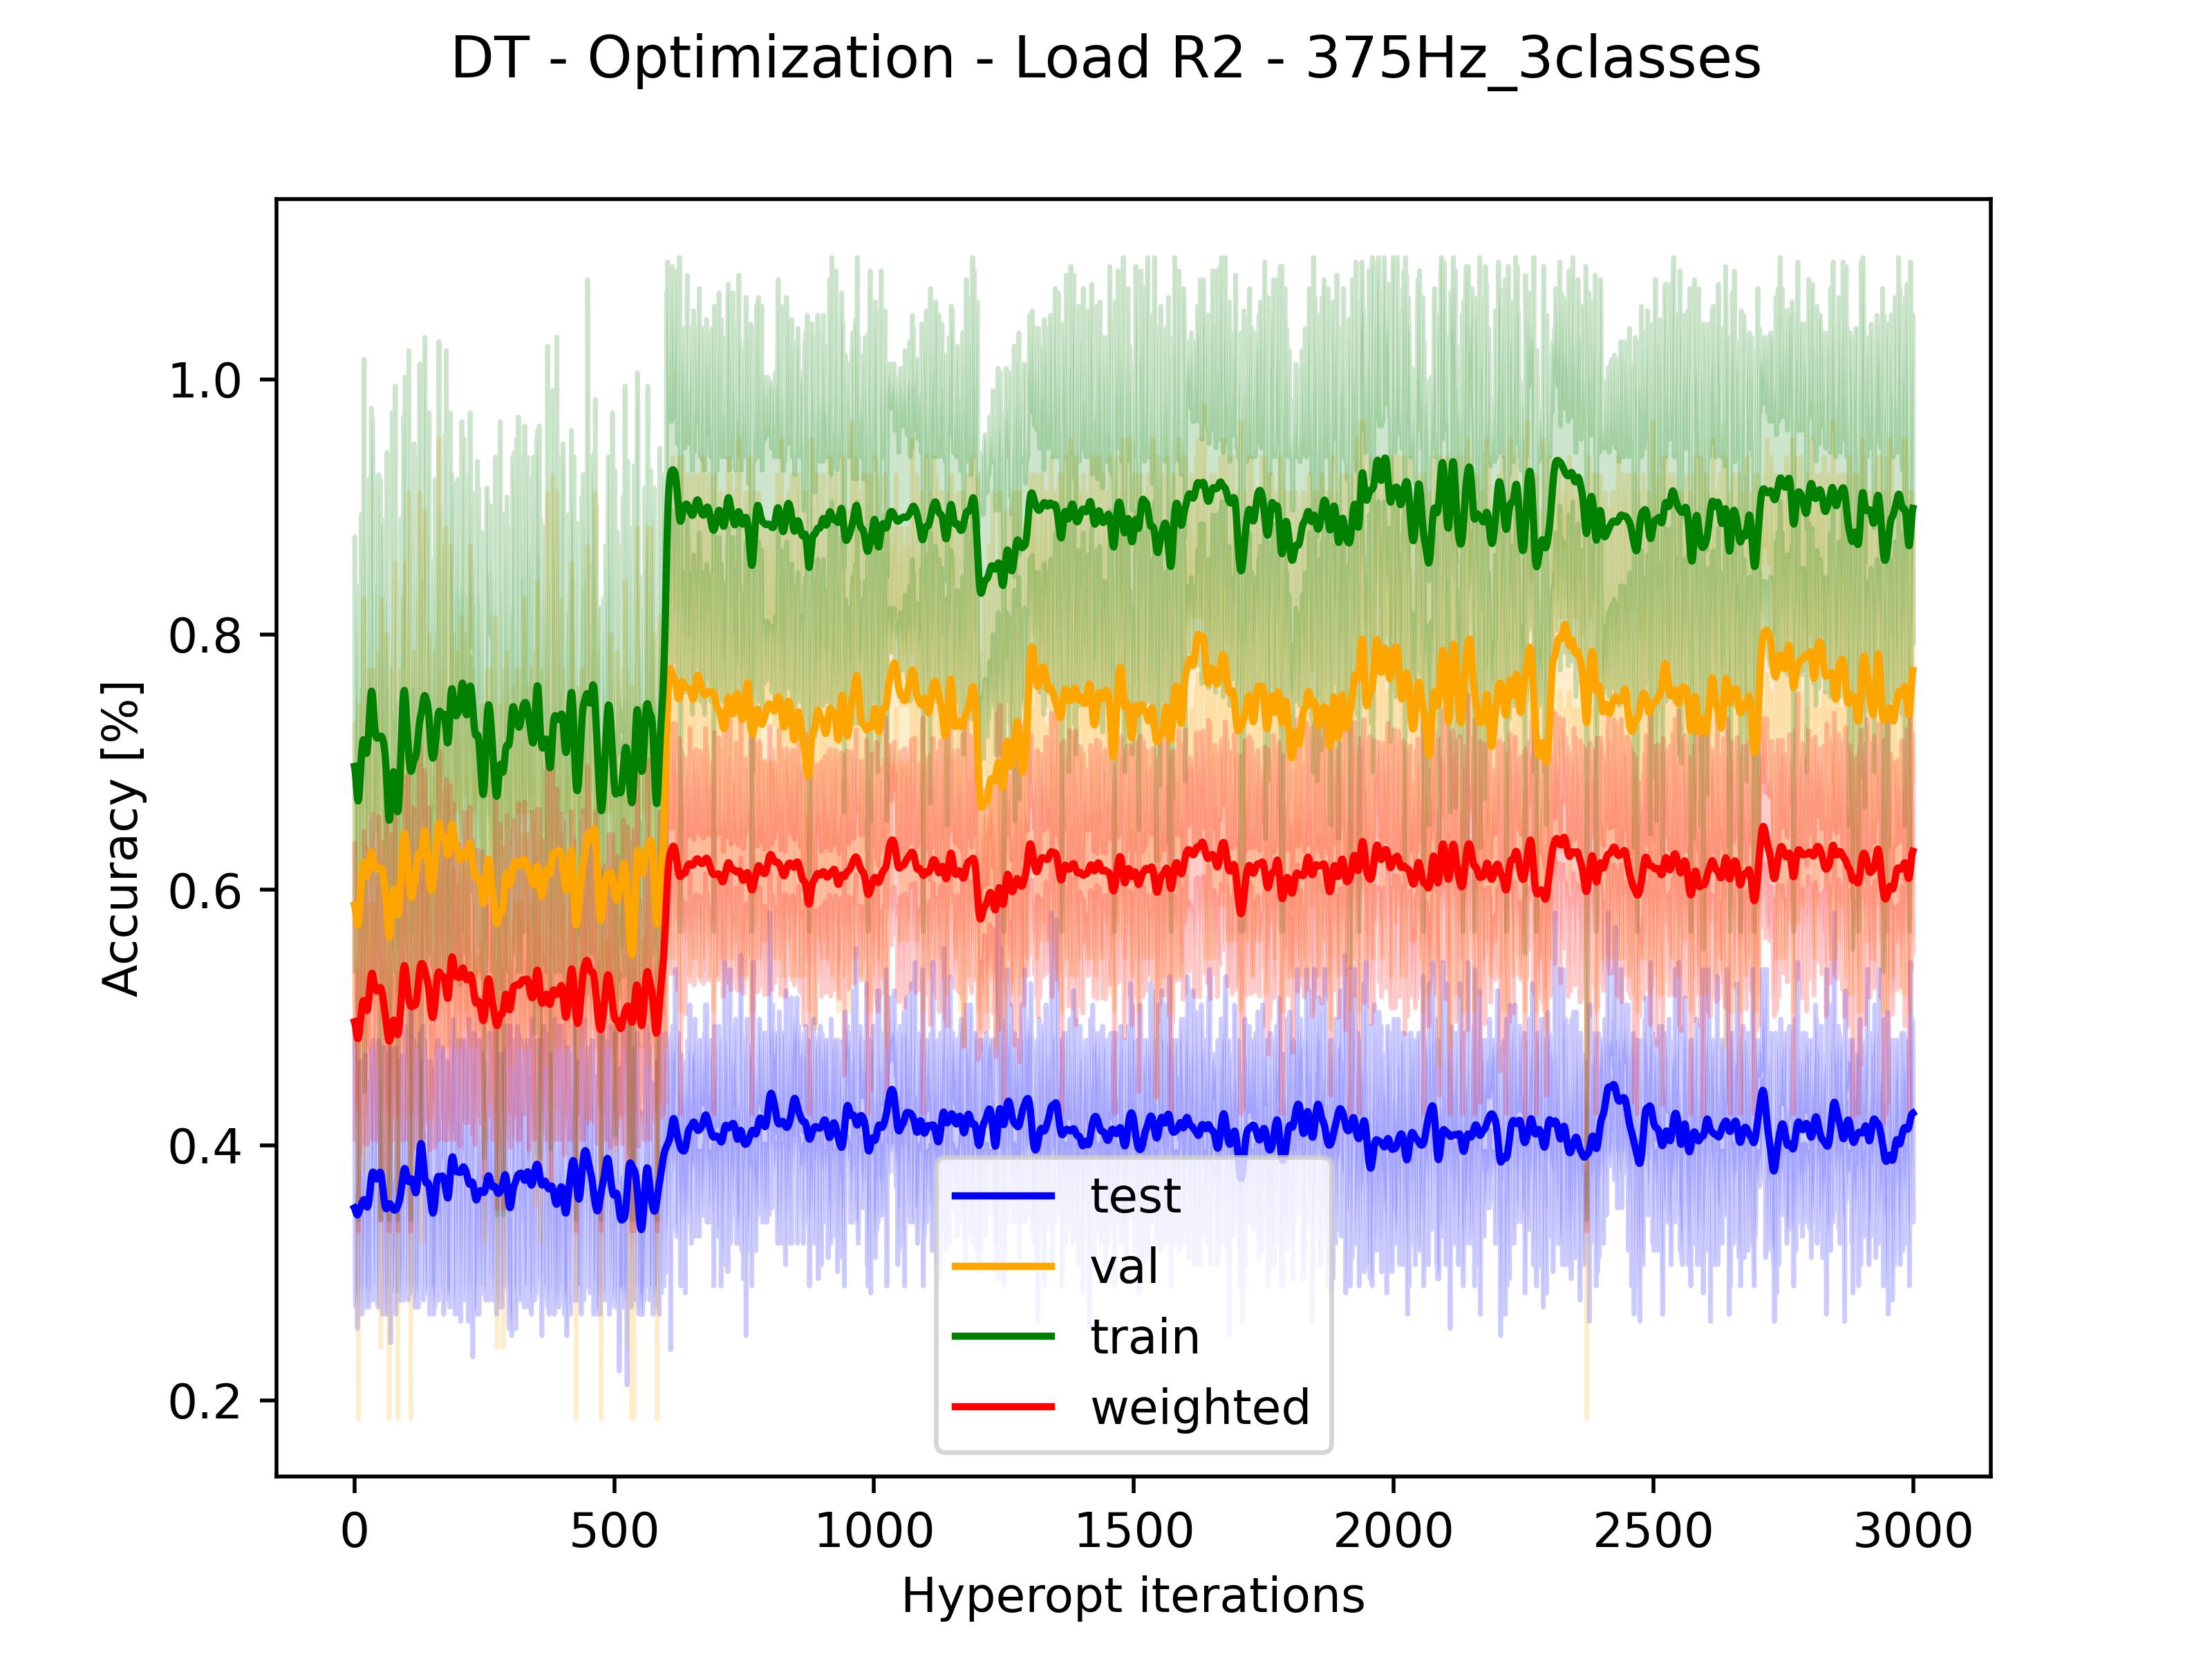 DT - Optimization - Load R2 - 375Hz_3classes
Accuracy [%]
1.0
0.8
0.6
0.4
0.2
test
val
train
weighted
0 500 1000 1500 2000 2500 3000
Hyperopt iterations